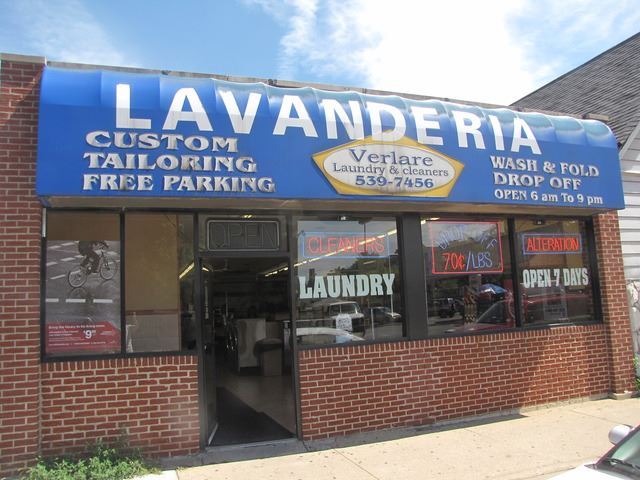 LAVANDERIA
CUSTOM
TAILORING
FREE PARKING
Verlare
Laundry & cleaners
539-7456
WASH & FOLD
DROP OFF
OPEN 6 am To 9 pm
OPEN
CLEANERS
LAUNDRY
DROP OFF
70¢/LBS
ALTERATION
OPEN 7 DAYS
$9